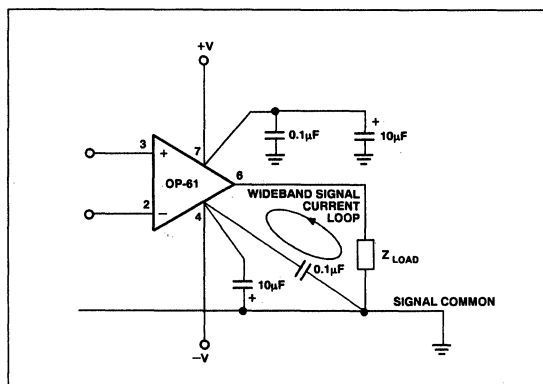 +V
0.1µF
+
10µF
3
+
7
OP-61
6
2
−
4
WIDEBAND SIGNAL
CURRENT
LOOP
0.1µF
Z LOAD
10µF
+
SIGNAL COMMON
−V